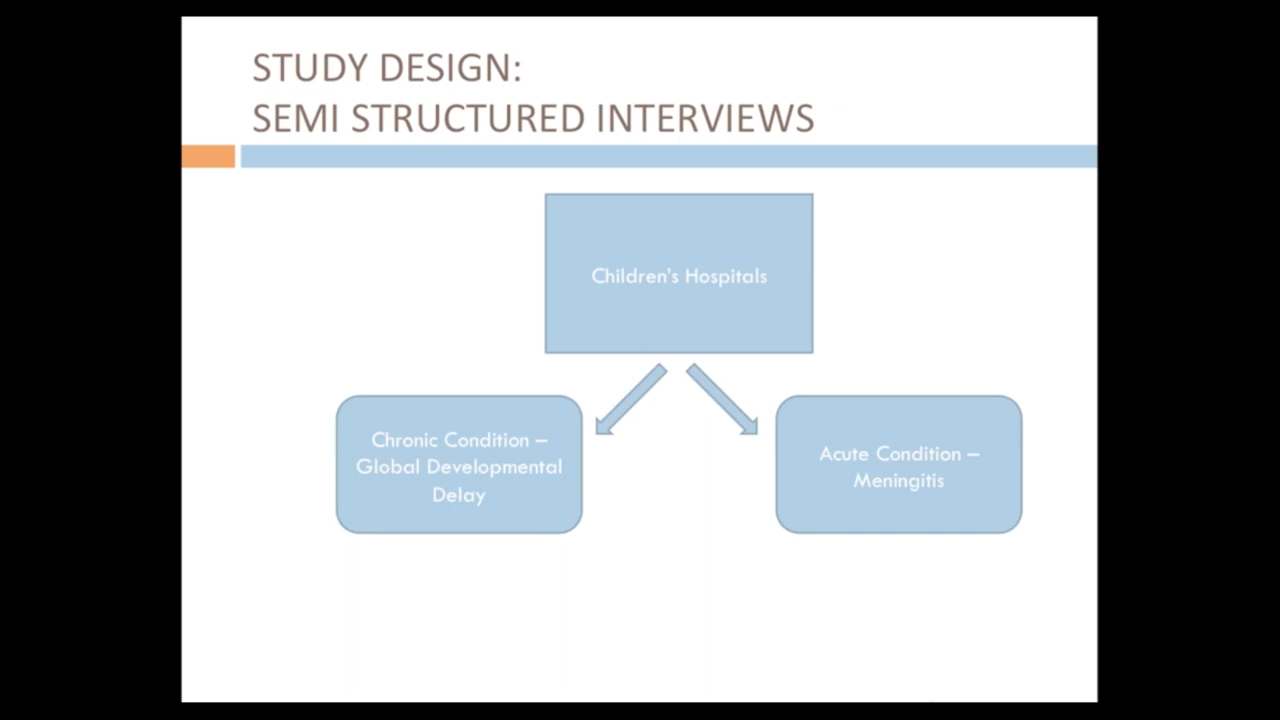 STUDY DESIGN:
SEMI STRUCTURED INTERVIEWS
Children's Hospitals
Chronic Condition –
Global Developmental
Delay
Acute Condition –
Meningitis